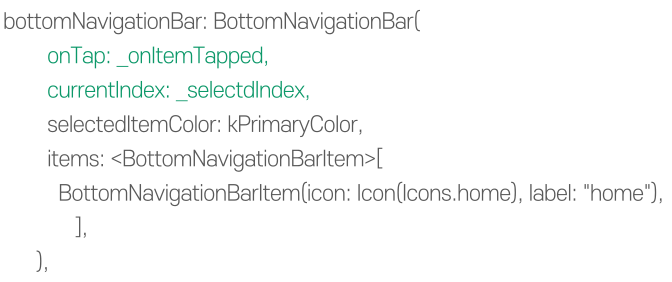 bottomNavigationBar: BottomNavigationBar(
onTap: _onItemTapped,
currentIndex: _selectdIndex,
selectedItemColor: kPrimaryColor,
items: <BottomNavigationBarItem>[
BottomNavigationBarItem(icon: Icon(Icons.home), label: "home"),
],
),